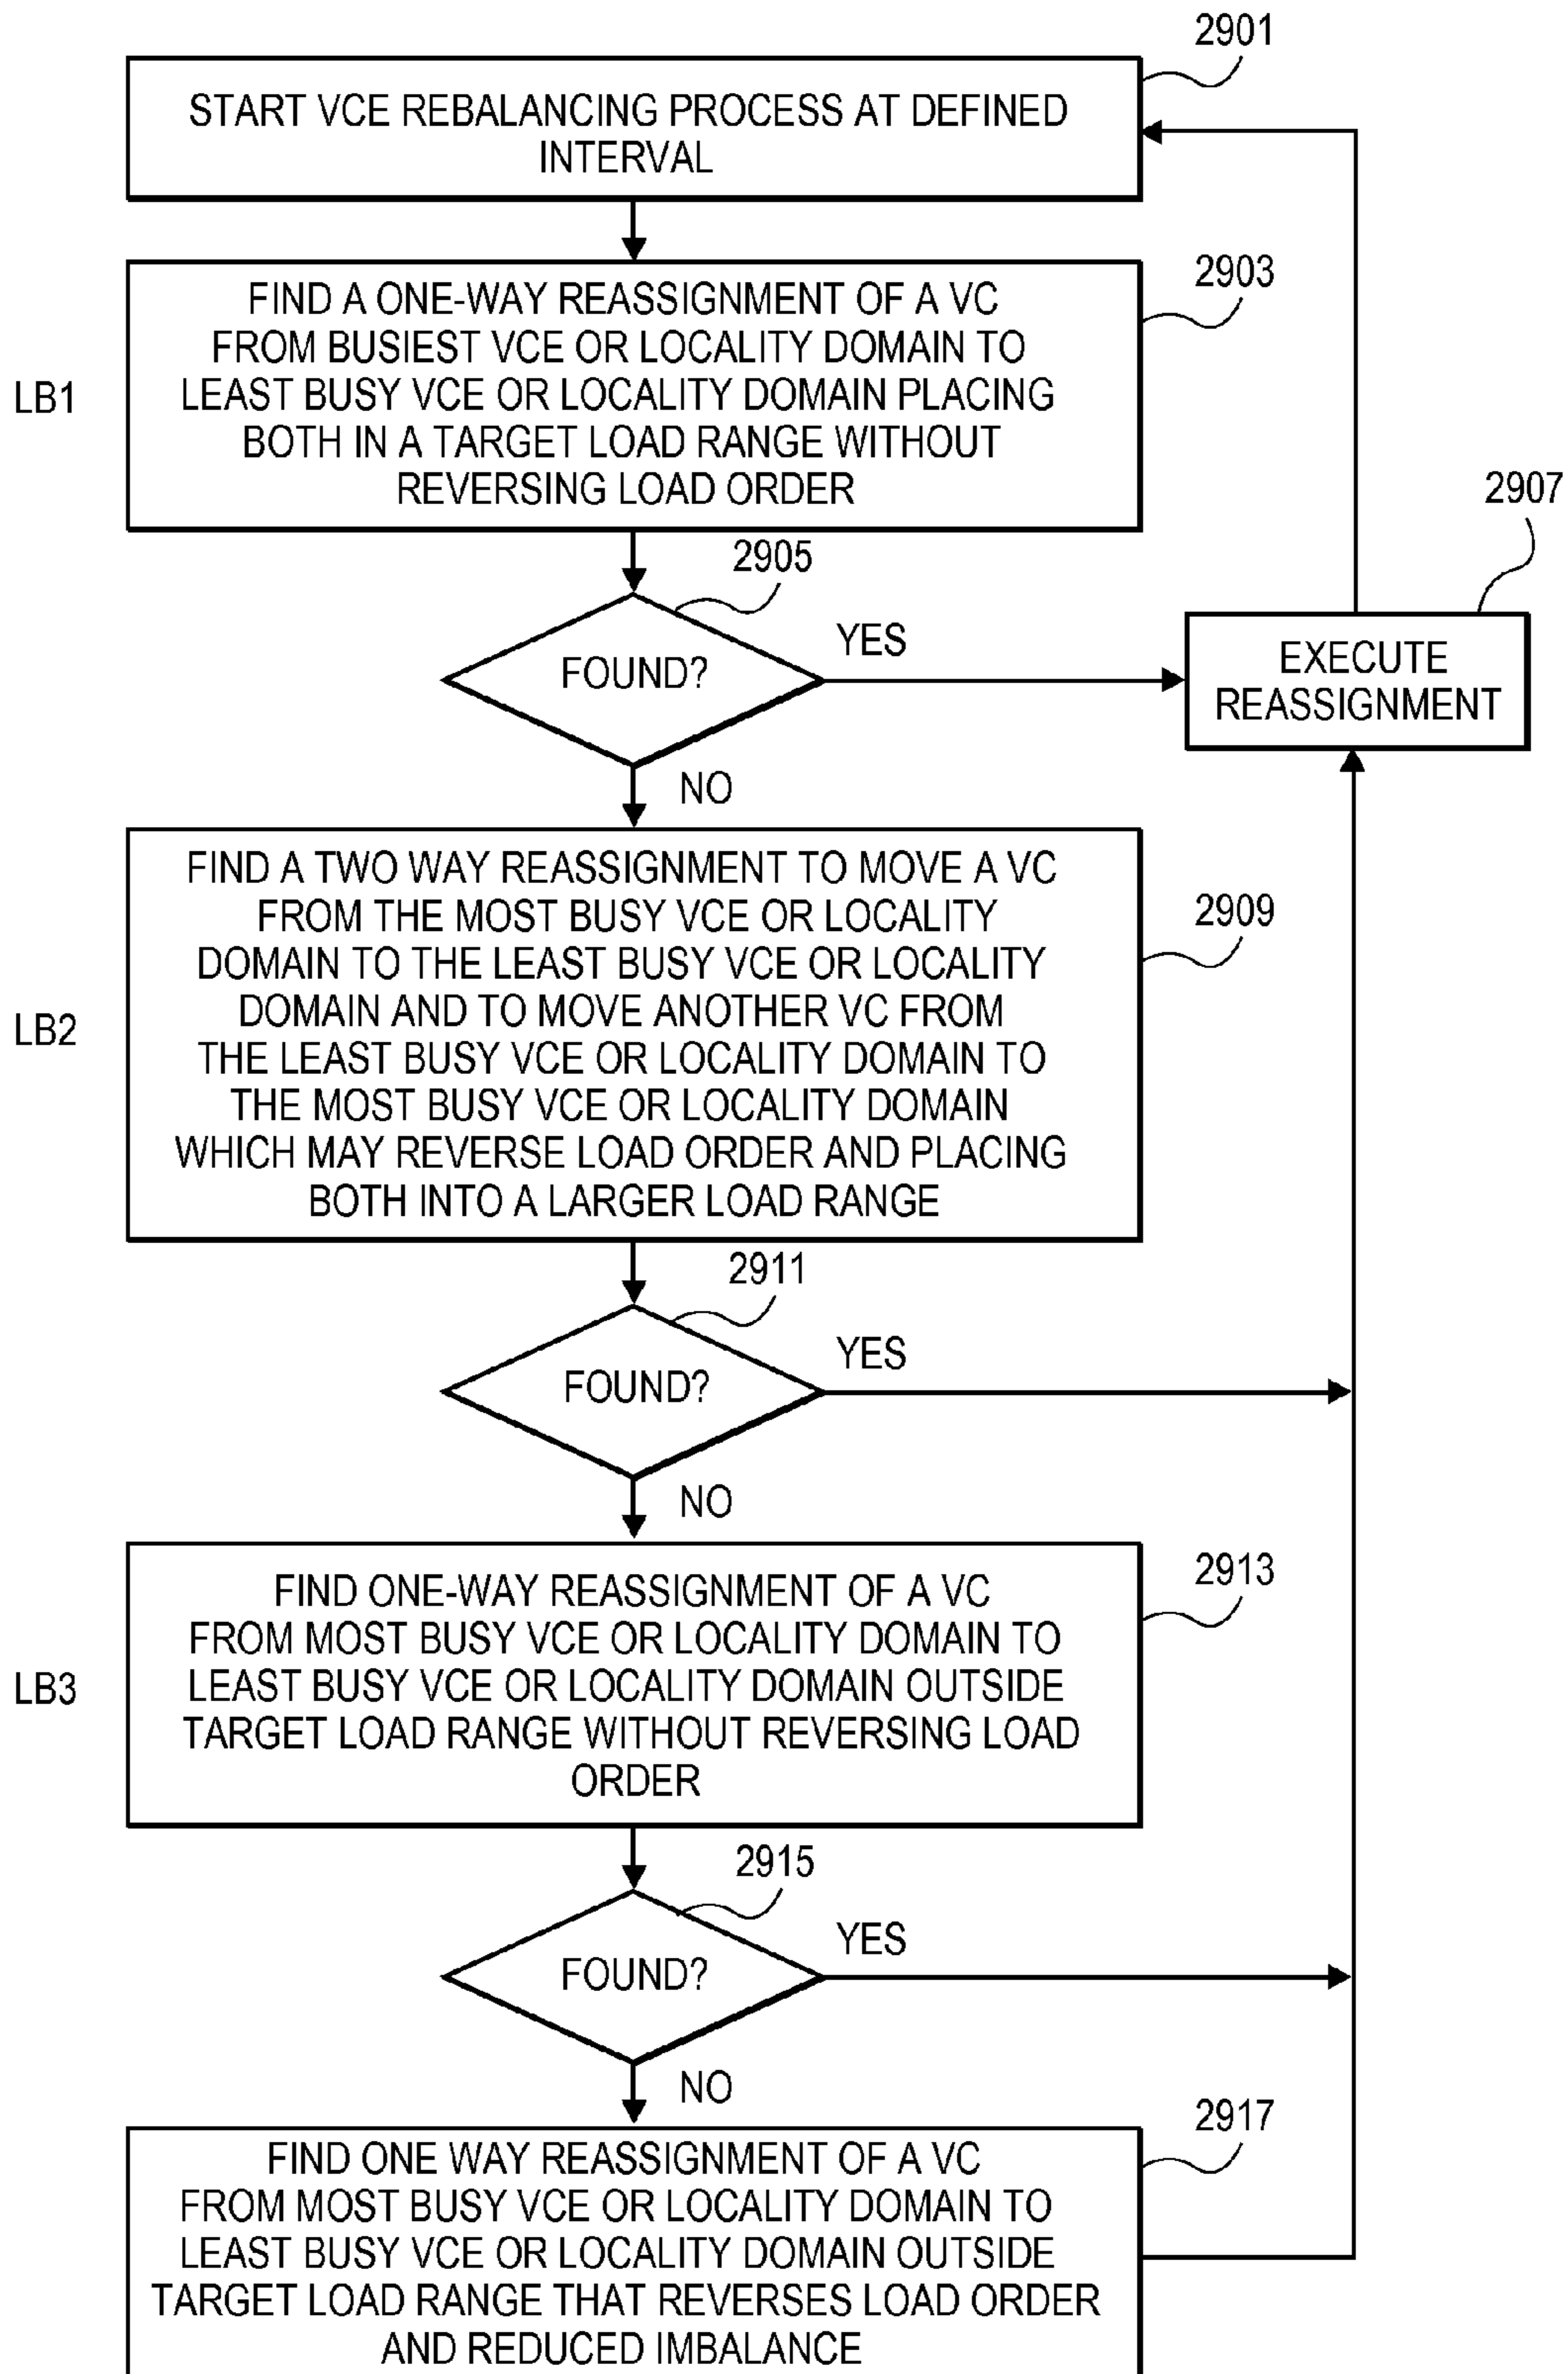 2901
START VCE REBALANCING PROCESS AT DEFINED
INTERVAL
2903
FIND A ONE-WAY REASSIGNMENT OF A VC
FROM BUSIEST VCE OR LOCALITY DOMAIN TO
LEAST BUSY VCE OR LOCALITY DOMAIN PLACING
BOTH IN A TARGET LOAD RANGE WITHOUT
REVERSING LOAD ORDER
LB1
2905
FOUND?
YES
NO
2907
EXECUTE
REASSIGNMENT
FIND A TWO WAY REASSIGNMENT TO MOVE A VC
FROM THE MOST BUSY VCE OR LOCALITY
DOMAIN TO THE LEAST BUSY VCE OR LOCALITY
DOMAIN AND TO MOVE ANOTHER VC FROM
THE LEAST BUSY VCE OR LOCALITY DOMAIN TO
THE MOST BUSY VCE OR LOCALITY DOMAIN
WHICH MAY REVERSE LOAD ORDER AND PLACING
BOTH INTO A LARGER LOAD RANGE
2909
LB2
2911
FOUND?
YES
NO
FIND ONE-WAY REASSIGNMENT OF A VC
FROM MOST BUSY VCE OR LOCALITY DOMAIN TO
LEAST BUSY VCE OR LOCALITY DOMAIN OUTSIDE
TARGET LOAD RANGE WITHOUT REVERSING LOAD
ORDER
2913
LB3
2915
FOUND?
YES
NO
2917
FIND ONE WAY REASSIGNMENT OF A VC
FROM MOST BUSY VCE OR LOCALITY DOMAIN TO
LEAST BUSY VCE OR LOCALITY DOMAIN OUTSIDE
TARGET LOAD RANGE THAT REVERSES LOAD ORDER
AND REDUCED IMBALANCE